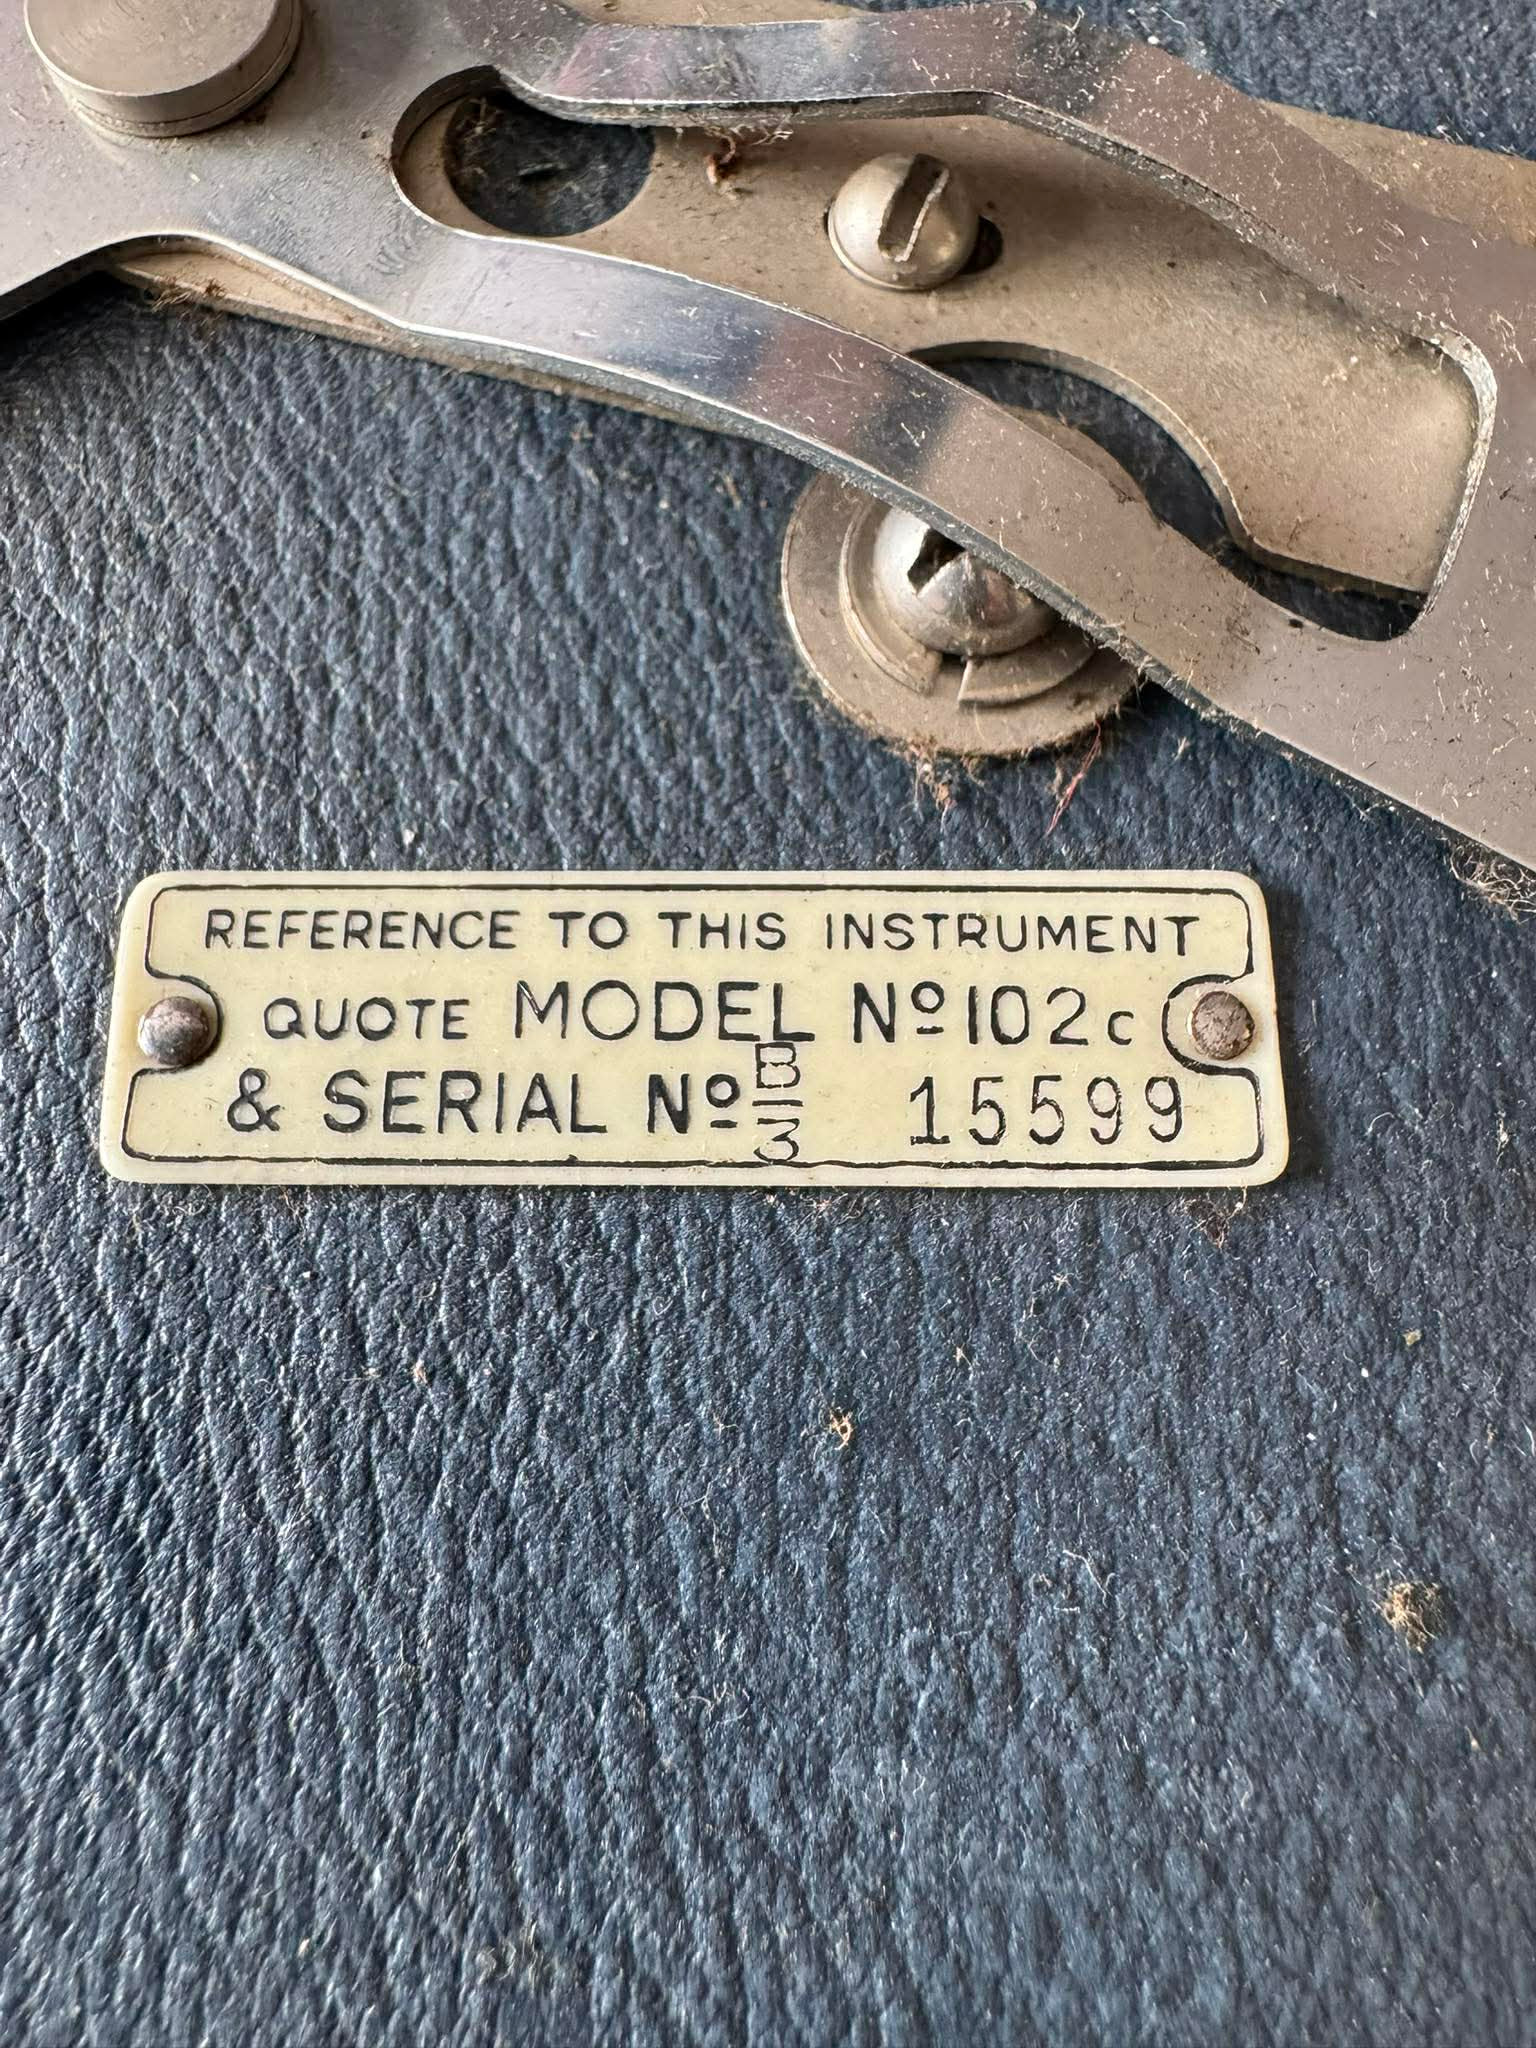 REFERENCE TO THIS INSTRUMENT
QUOTE MODEL Nº 102c
& SERIAL Nº B/3 15599